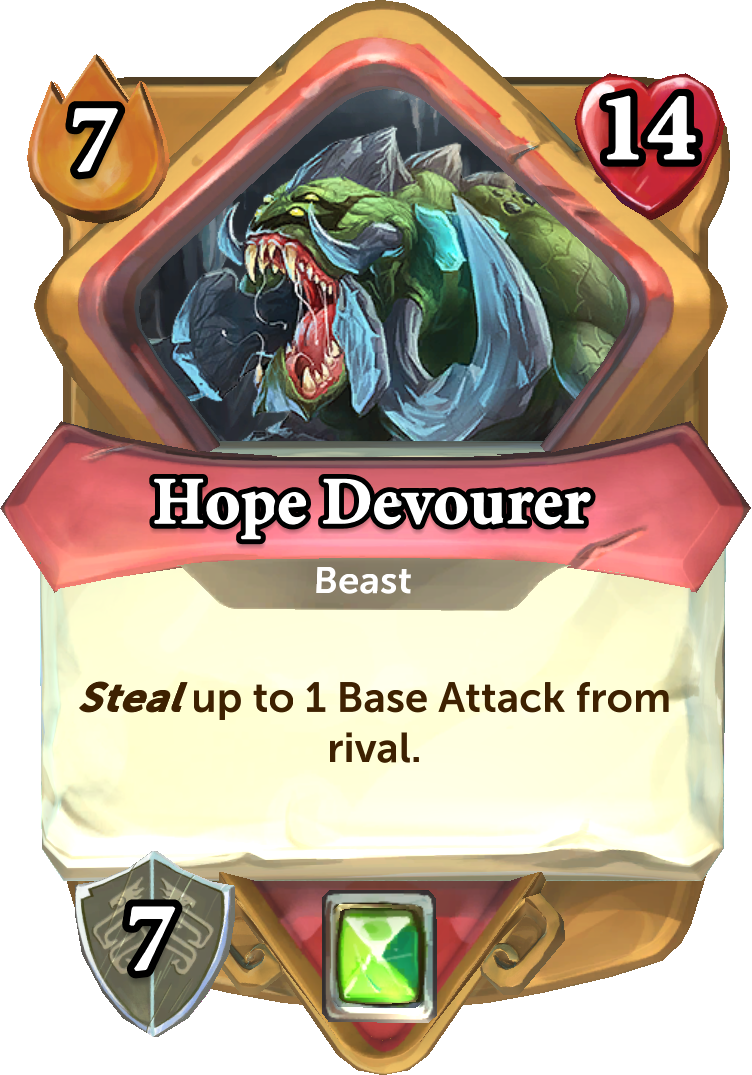 7
14
Hope Devourer
Beast
Steal up to 1 Base Attack from
rival.
7